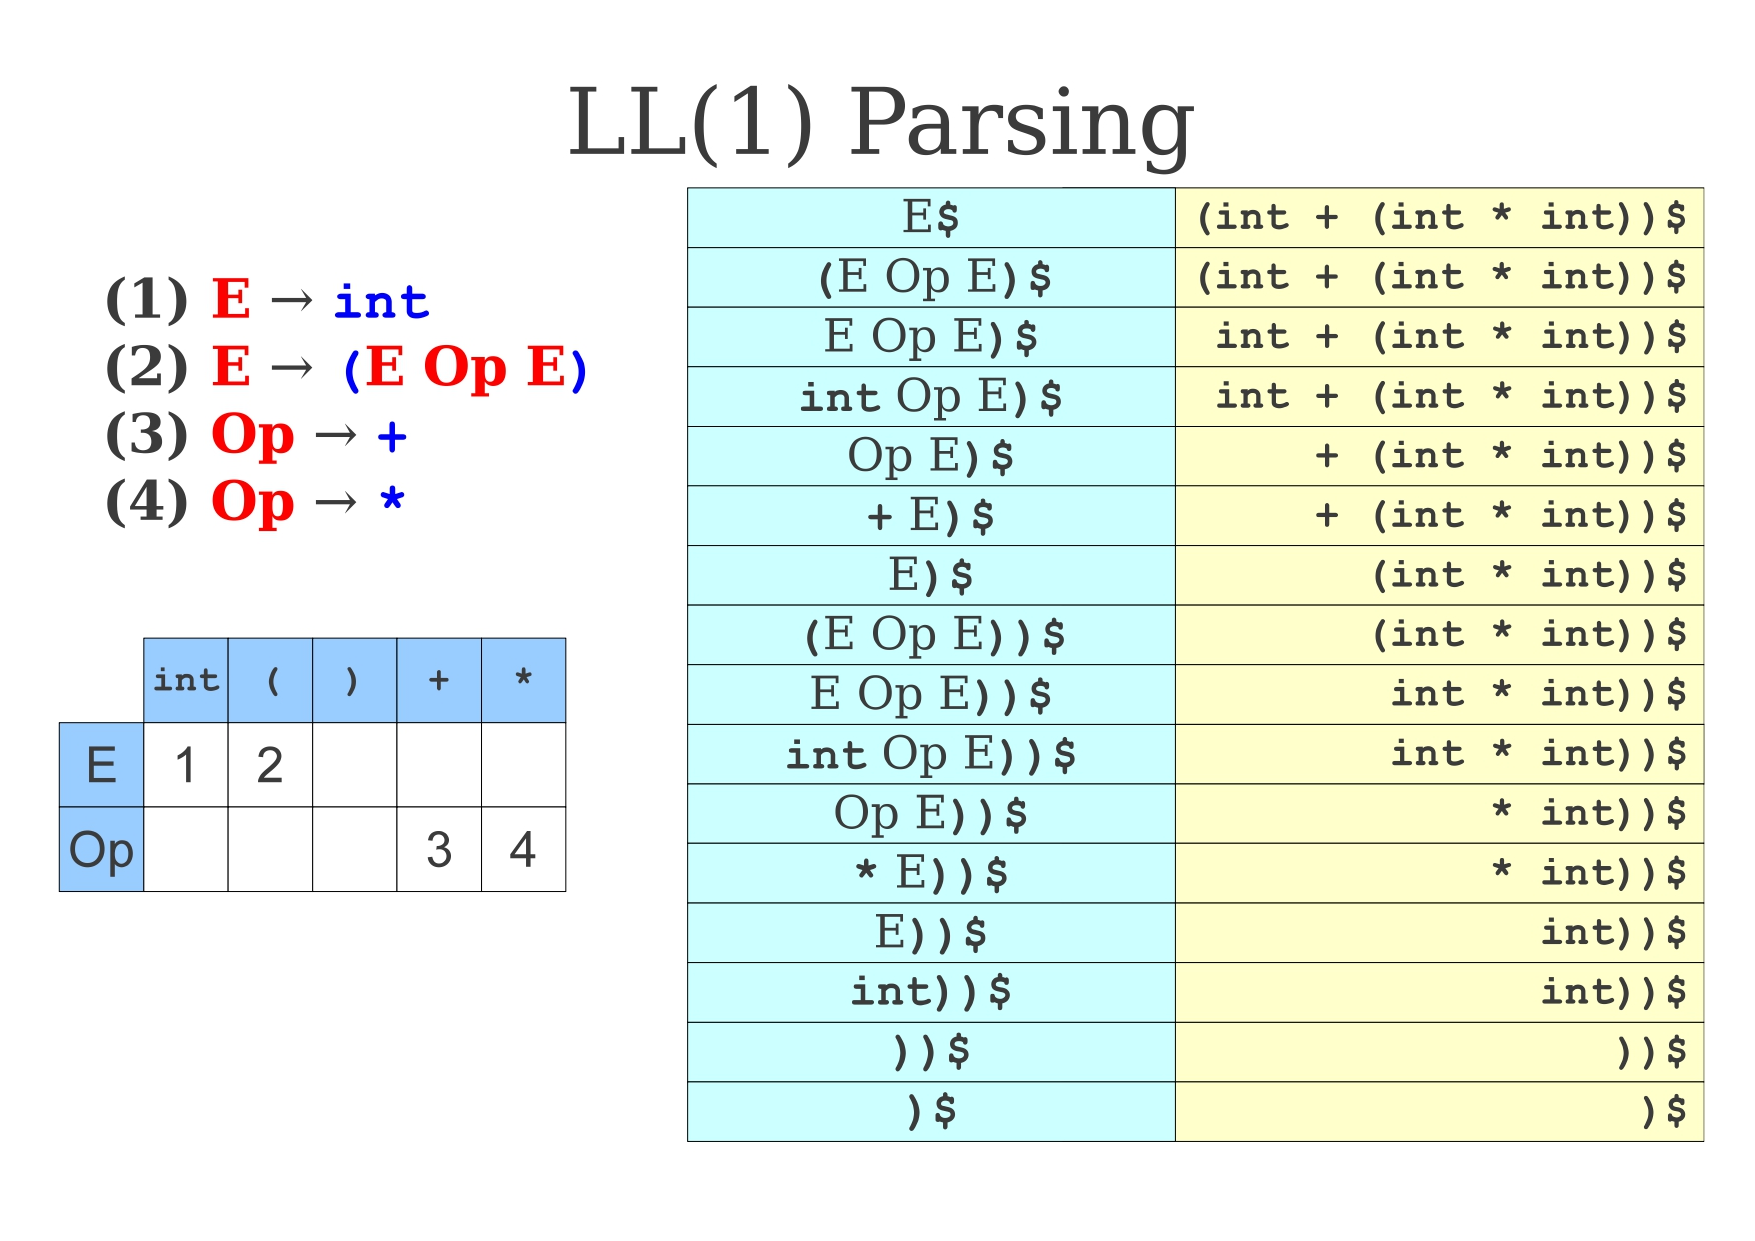 LL(1) Parsing
(1) E → int
(2) E → (E Op E)
(3) Op → +
(4) Op → *
int ( ) + *
E 1 2
Op 3 4
E$ (int + (int * int))$
(E Op E)$ (int + (int * int))$
E Op E)$ int + (int * int))$
int Op E)$ int + (int * int))$
Op E)$ + (int * int))$
+ E)$ + (int * int))$
E)$ (int * int))$
(E Op E))$ (int * int))$
E Op E))$ int * int))$
int Op E))$ int * int))$
Op E))$ * int))$
* E))$ * int))$
E))$ int))$
int))$ int))$
))$ ))$
)$ )$